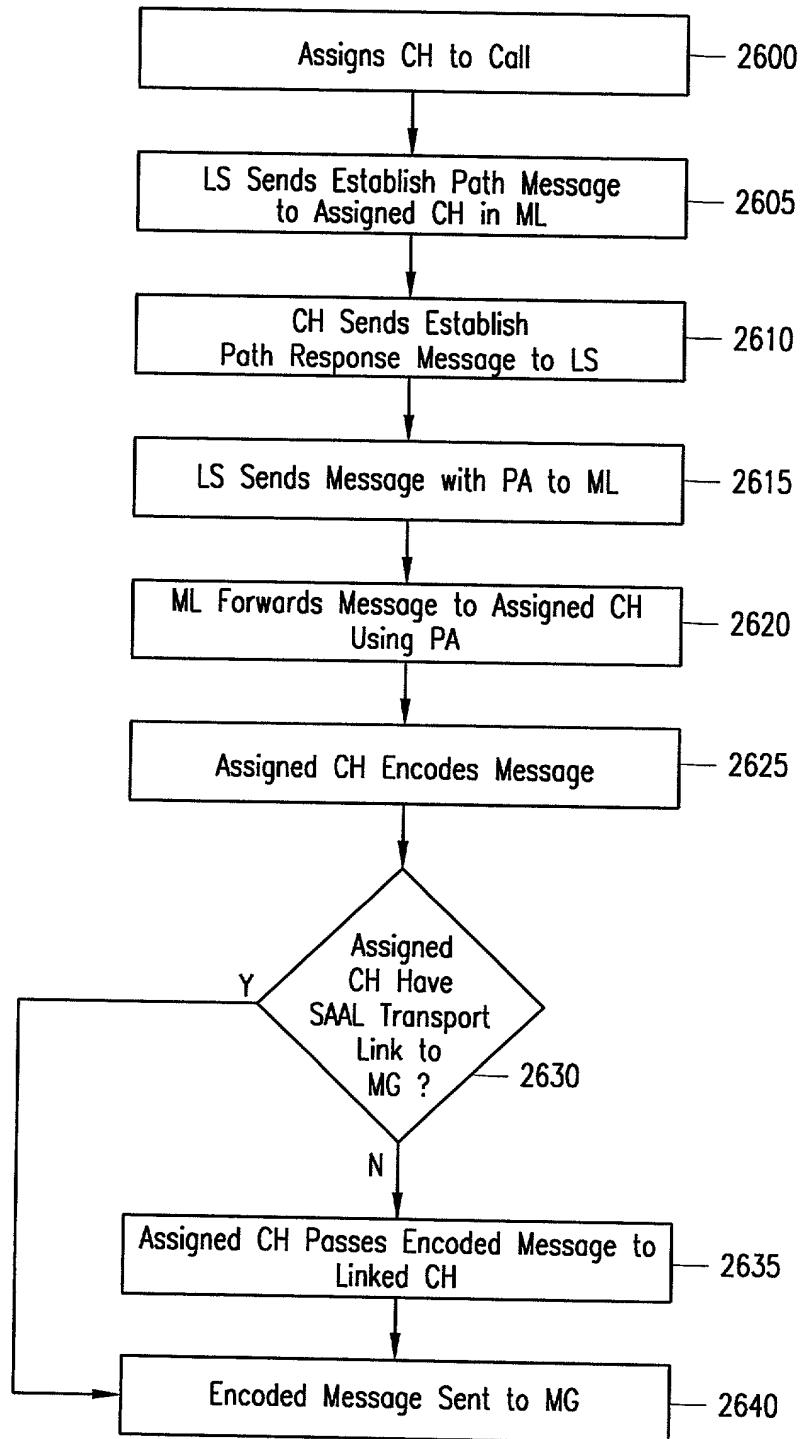 Assigns CH to Call
2600
LS Sends Establish Path Message
to Assigned CH in ML
2605
CH Sends Establish
Path Response Message to LS
2610
LS Sends Message with PA to ML
2615
ML Forwards Message to Assigned CH
Using PA
2620
Assigned CH Encodes Message
2625
Assigned
CH Have
SAAL Transport
Link to
MG ?
2630
Y
N
Assigned CH Passes Encoded Message to
Linked CH
2635
Encoded Message Sent to MG
2640